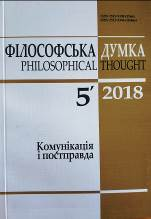 ФІЛОСОФСЬКА ДУМКА
PHILOSOPHICAL THOUGHT
5′ 2018
Комунікація
і постправда